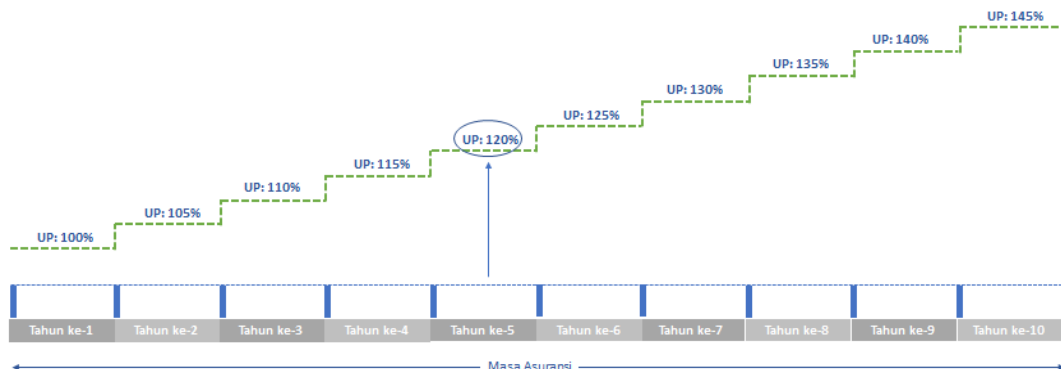 UP: 145%
UP: 140%
UP: 135%
UP: 130%
UP: 125%
UP: 120%
UP: 115%
UP: 110%
UP: 105%
UP: 100%
Tahun ke-1 Tahun ke-2 Tahun ke-3 Tahun ke-4 Tahun ke-5 Tahun ke-6 Tahun ke-7 Tahun ke-8 Tahun ke-9 Tahun ke-10
Masa Asuransi